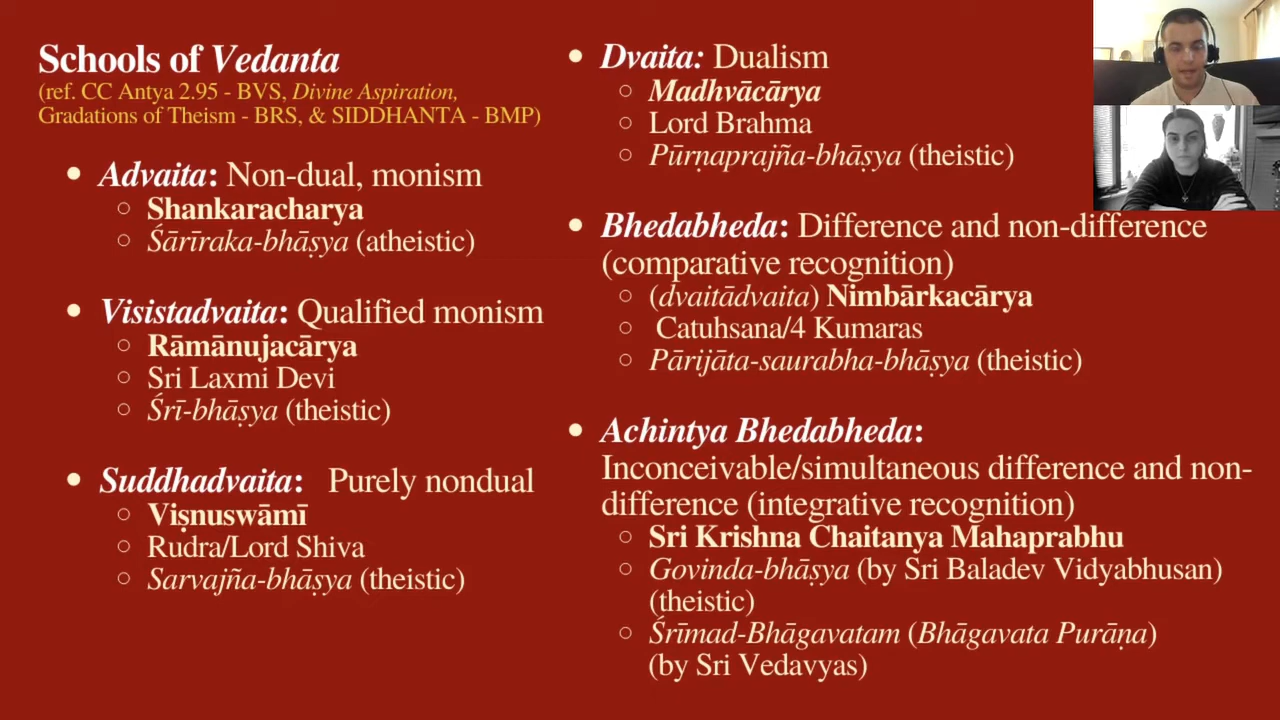 Schools of Vedanta
(ref. CC Antya 2.95 - BVS, Divine Aspiration,
Gradations of Theism - BRS, & SIDDHANTA - BMP)
• Advaita: Non-dual, monism
○ Shankaracharya
○ Śārīraka-bhāṣya (atheistic)
• Visistadvaita: Qualified monism
○ Rāmānujacārya
○ Sri Laxmi Devi
○ Śrī-bhāṣya (theistic)
• Suddhadvaita: Purely nondual
○ Viṣnuswāmī
○ Rudra/Lord Shiva
○ Sarvajña-bhāṣya (theistic)
• Dvaita: Dualism
○ Madhvācārya
○ Lord Brahma
○ Pūrṇaprajña-bhāṣya (theistic)
• Bhedabheda: Difference and non-difference
(comparative recognition)
○ (dvaitādvaita) Nimbārkacārya
○ Catuhsana/4 Kumaras
○ Pārijāta-saurabha-bhāṣya (theistic)
• Achintya Bhedabheda:
Inconceivable/simultaneous difference and non-
difference (integrative recognition)
○ Sri Krishna Chaitanya Mahaprabhu
○ Govinda-bhāṣya (by Sri Baladev Vidyabhusan)
(theistic)
○ Śrīmad-Bhāgavatam (Bhāgavata Purāṇa)
(by Sri Vedavyas)